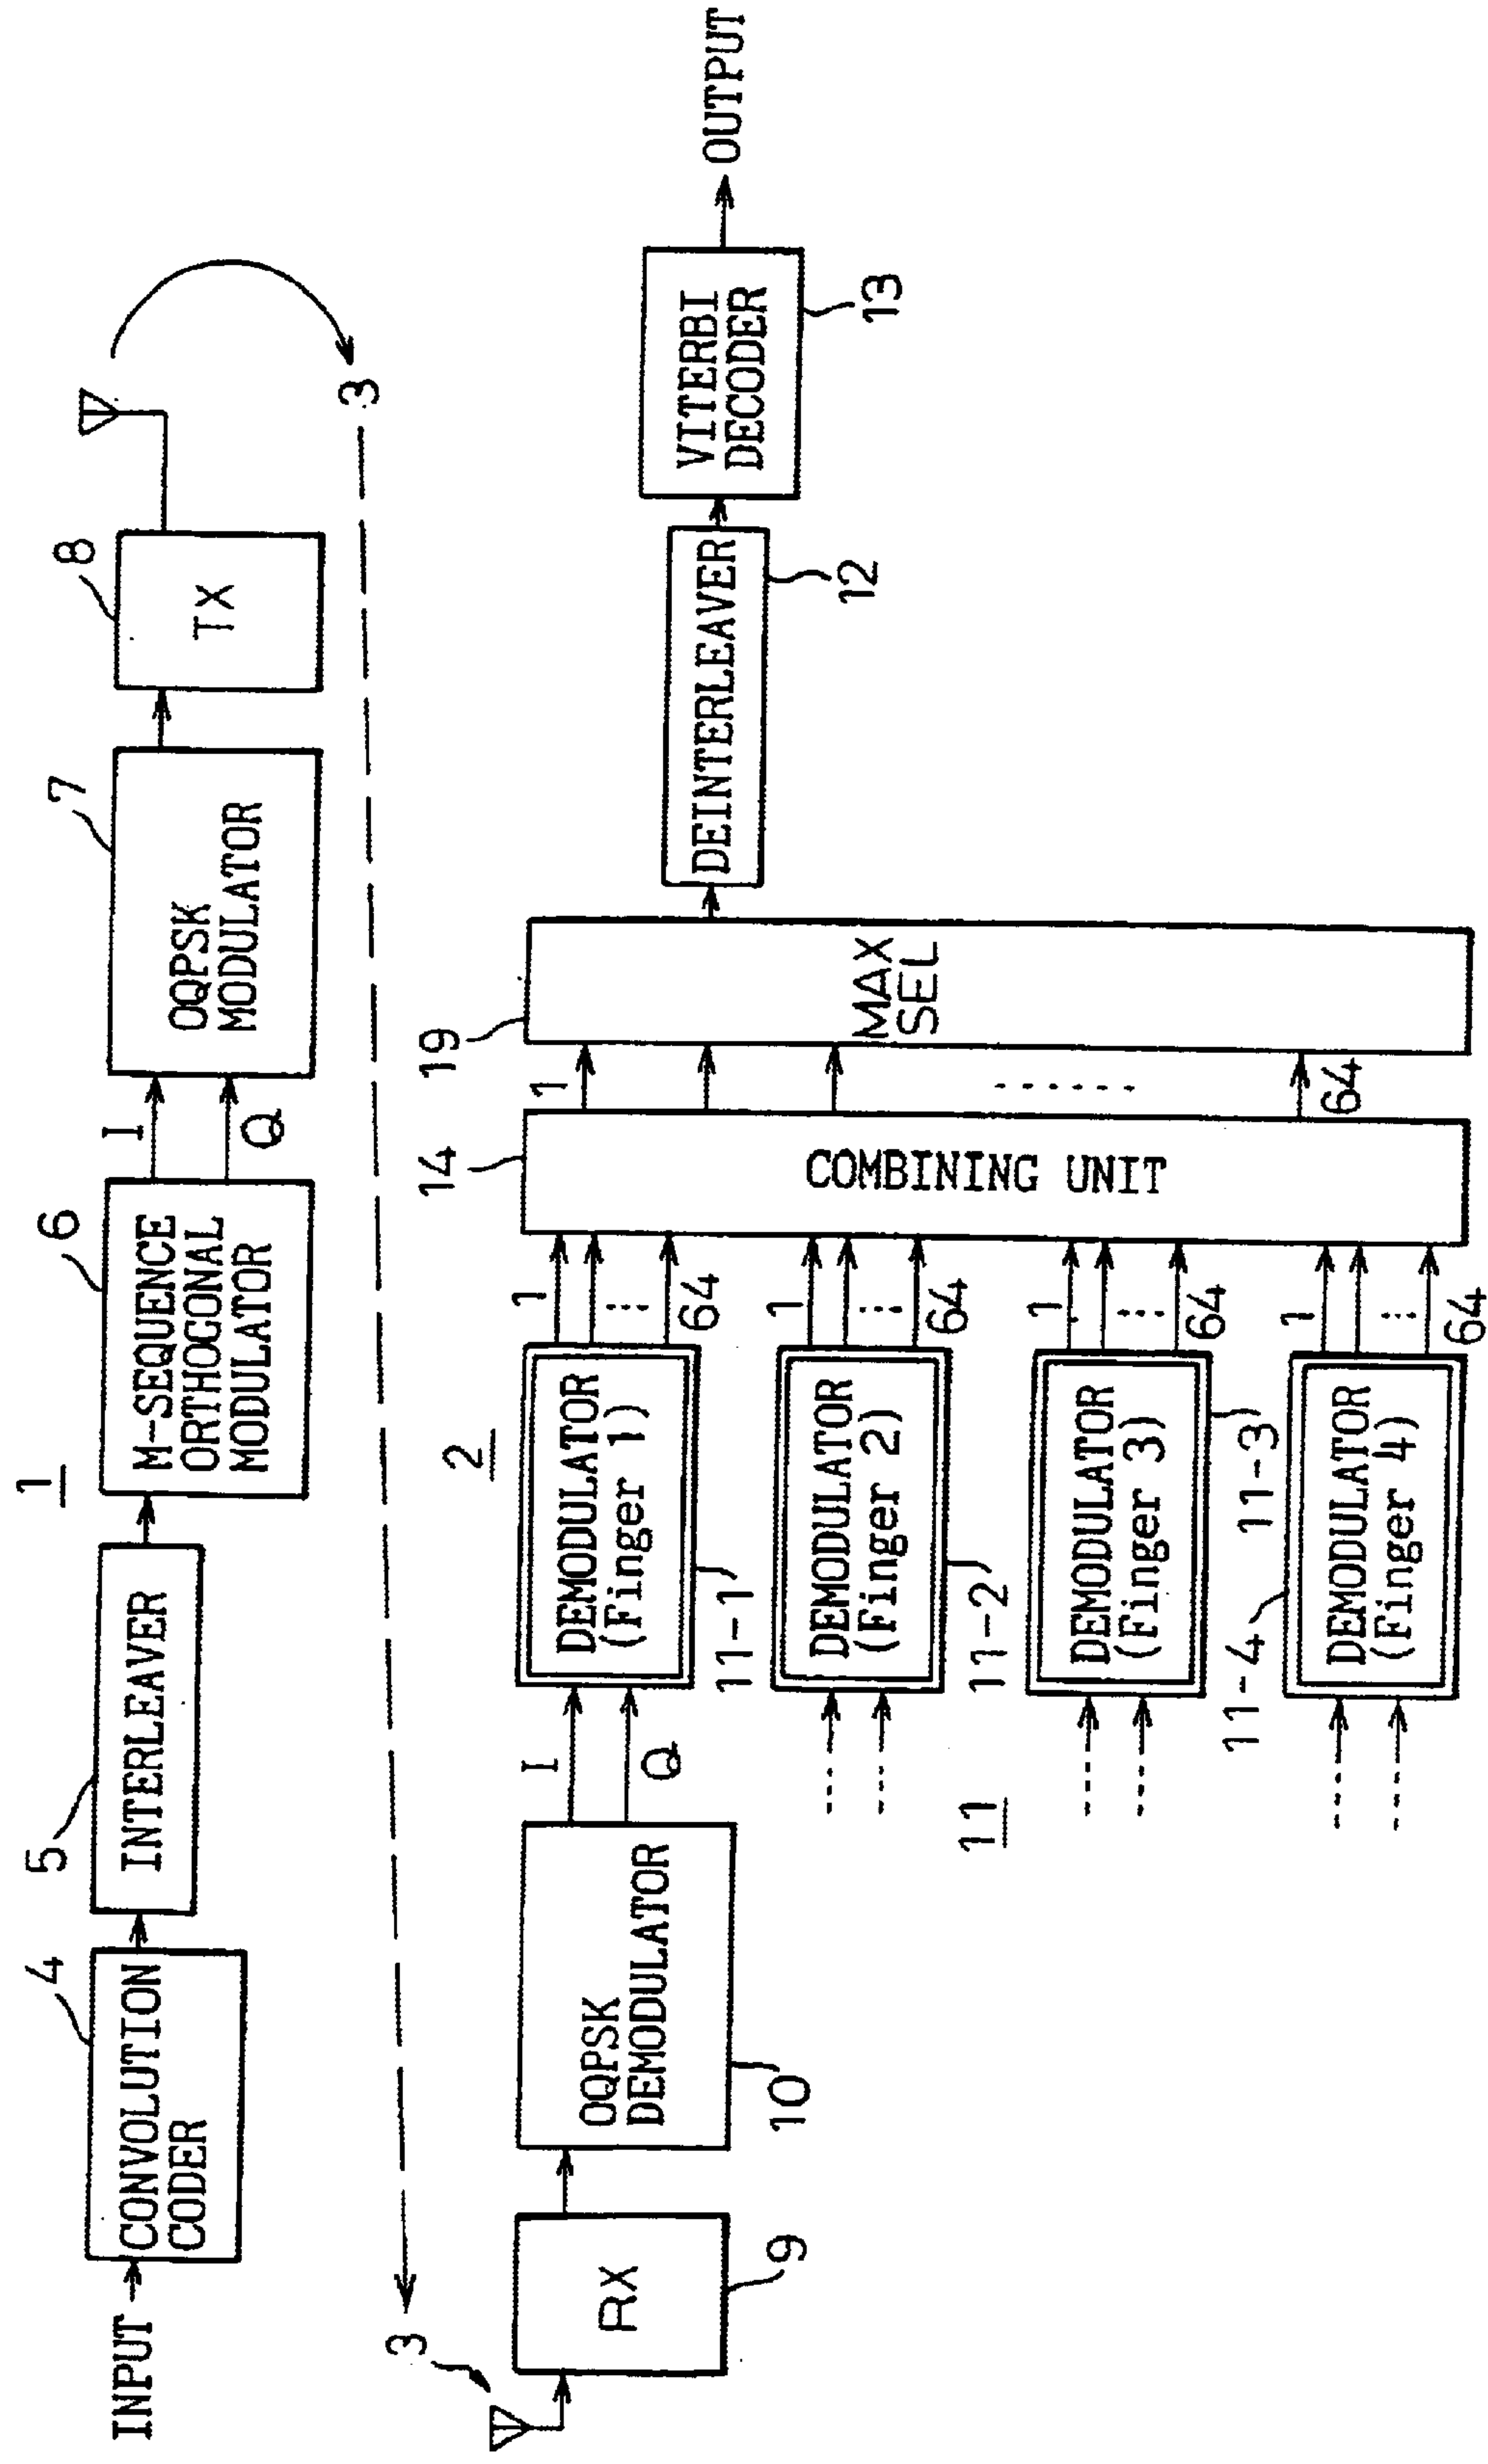 1
INPUT
CONVOLUTION
CODER
4
INTERLEAVER
5
M-SEQUENCE
ORTHOGONAL
MODULATOR
6
I
Q
OQPSK
MODULATOR
7
TX
8
3
3
2
RX
9
OQPSK
DEMODULATOR
10
I
Q
11
DEMODULATOR
(Finger 1)
11-1
1
64
DEMODULATOR
(Finger 2)
11-2
1
64
DEMODULATOR
(Finger 3)
11-3
1
64
DEMODULATOR
(Finger 4)
11-4
1
64
COMBINING UNIT
14
1
64
MAX
SEL
19
DEINTERLEAVER
12
VITERBI
DECODER
13
OUTPUT